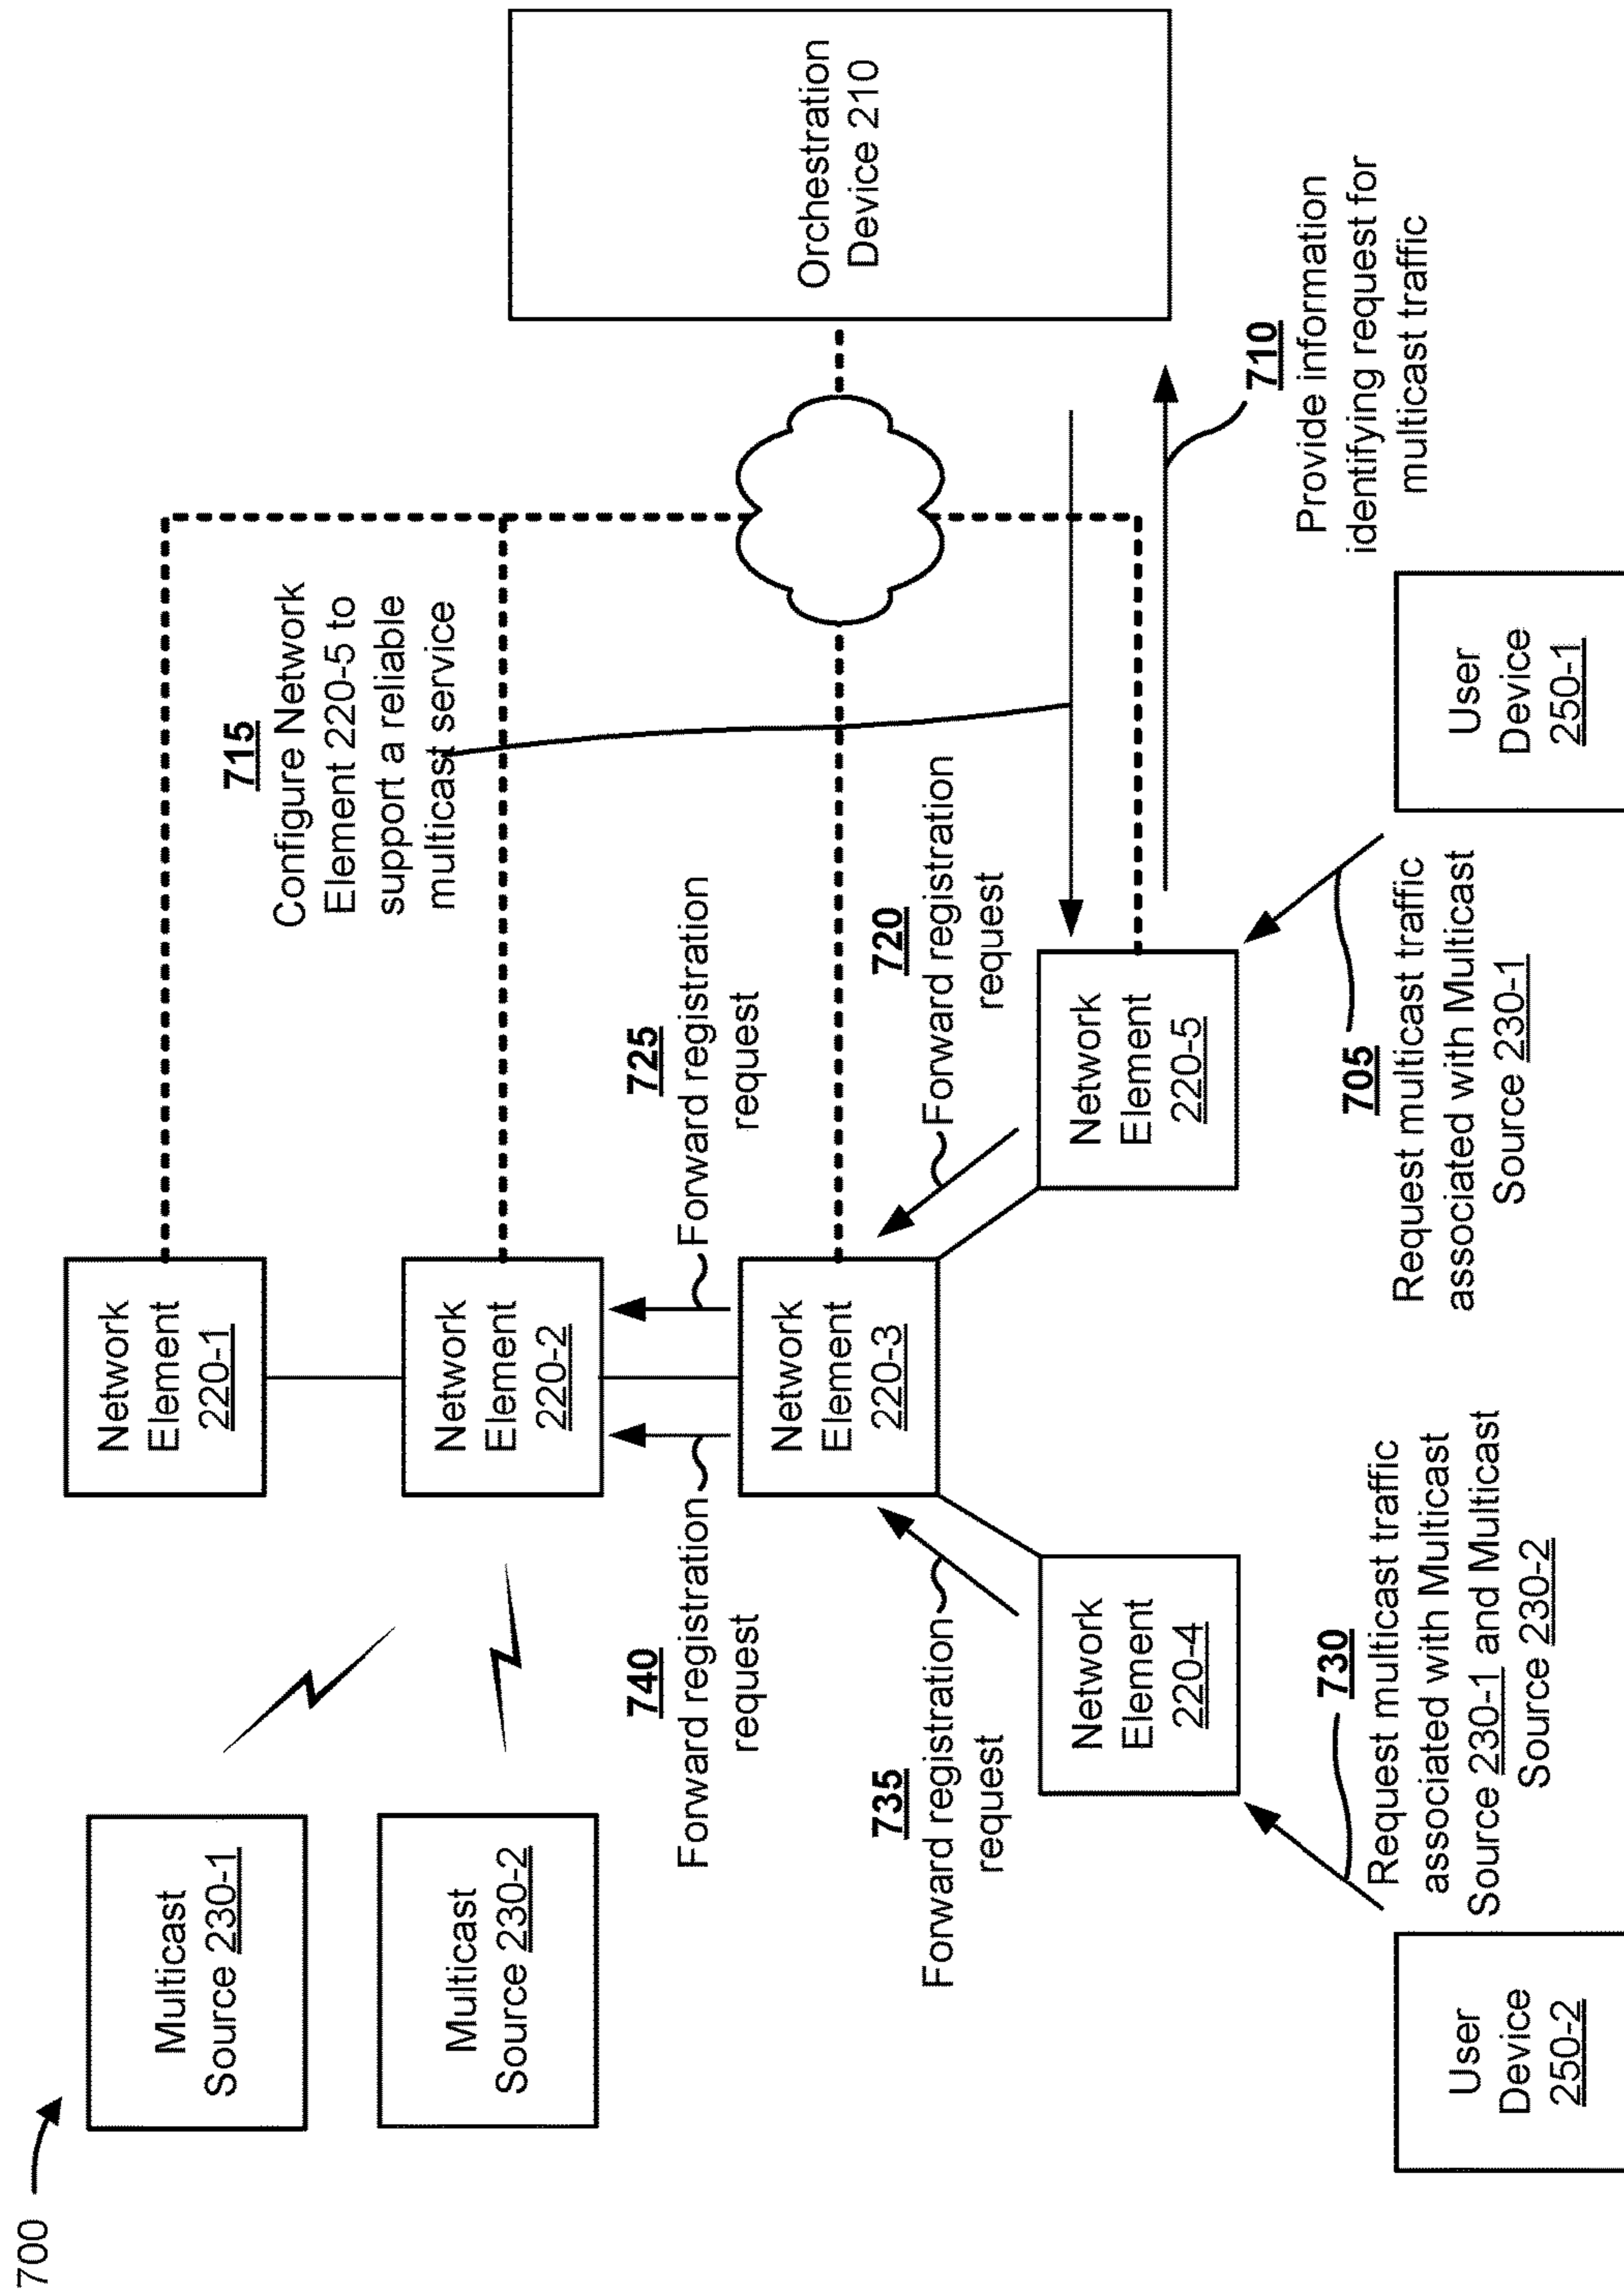 700
Multicast
Source 230-1
Multicast
Source 230-2
Network
Element
220-1
Network
Element
220-2
Network
Element
220-3
Network
Element
220-4
Network
Element
220-5
Orchestration
Device 210
715
Configure Network
Element 220-5 to
support a reliable
multicast service
740
Forward registration
request
725
Forward registration
request
735
Forward registration
request
720
Forward registration
request
710
Provide information
identifying request for
multicast traffic
730
Request multicast traffic
associated with Multicast
Source 230-1 and Multicast
Source 230-2
705
Request multicast traffic
associated with Multicast
Source 230-1
User
Device
250-2
User
Device
250-1